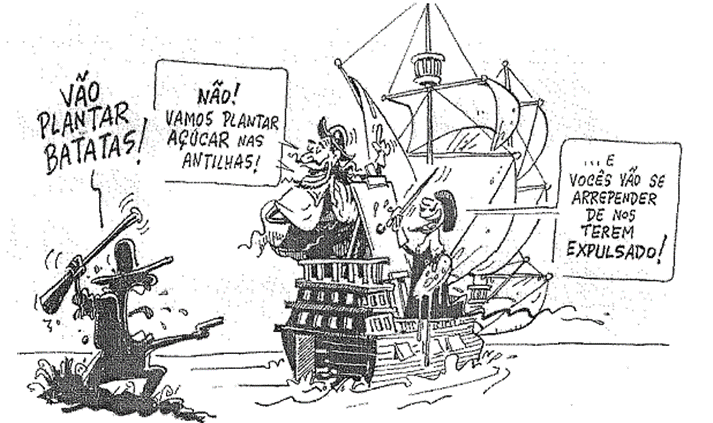 VÃO
PLANTAR
BATATAS!
NÃO!
VAMOS PLANTAR
AÇÚCAR NAS
ANTILHAS!
... E
VOCÊS VÃO SE
ARREPENDER
DE NOS
TEREM
EXPULSADO!